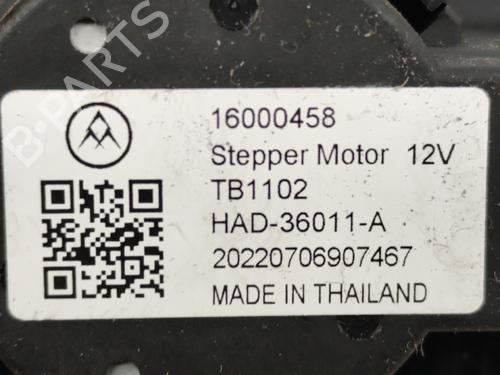 B-PARTS
16000458
Stepper Motor 12V
TB1102
HAD-36011-A
20220706907467
MADE IN THAILAND